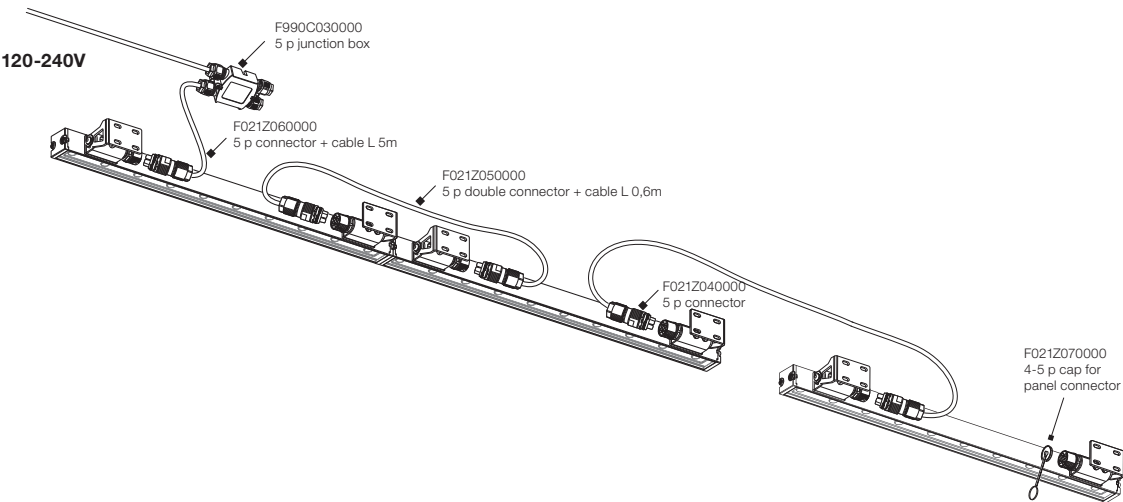 F990C030000
5 p junction box
120-240V
F021Z060000
5 p connector + cable L 5m
F021Z050000
5 p double connector + cable L 0,6m
F021Z040000
5 p connector
F021Z070000
4-5 p cap for
panel connector